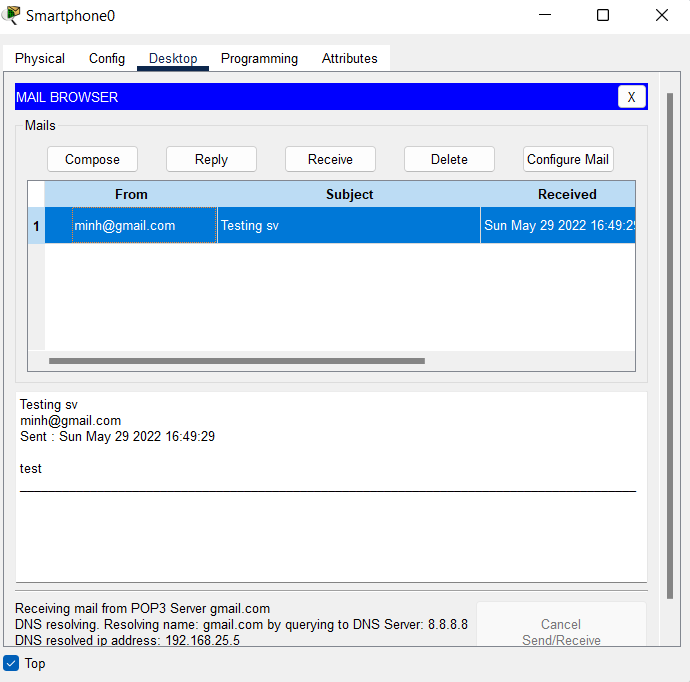 Smartphone0
Physical Config Desktop Programming Attributes
MAIL BROWSER X
Mails
Compose Reply Receive Delete Configure Mail
From Subject Received
1 minh@gmail.com Testing sv Sun May 29 2022 16:49:29
Testing sv
minh@gmail.com
Sent : Sun May 29 2022 16:49:29
test
Receiving mail from POP3 Server gmail.com
DNS resolving. Resolving name: gmail.com by querying to DNS Server: 8.8.8.8
DNS resolved ip address: 192.168.25.5
Cancel
Send/Receive
Top